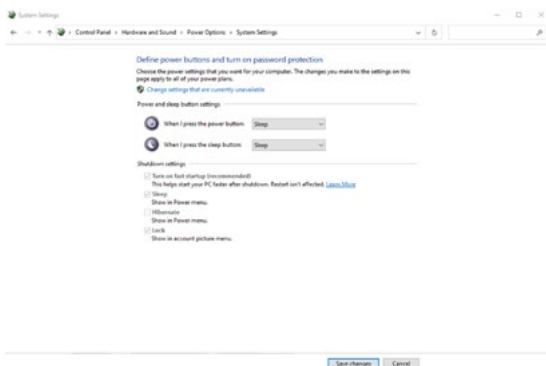 System Settings
Control Panel > Hardware and Sound > Power Options > System Settings
Define power buttons and turn on password protection
Choose the power settings that you want for your computer. The changes you make to the settings on this
page apply to all of your power plans.
Change settings that are currently unavailable
Power and sleep button settings
When I press the power button: Sleep
When I press the sleep button: Sleep
Shutdown settings
Turn on fast startup (recommended)
This helps start your PC faster after shutdown. Restart isn't affected. Learn More
Sleep
Show in Power menu.
Hibernate
Show in Power menu.
Lock
Show in account picture menu.
Save changes Cancel